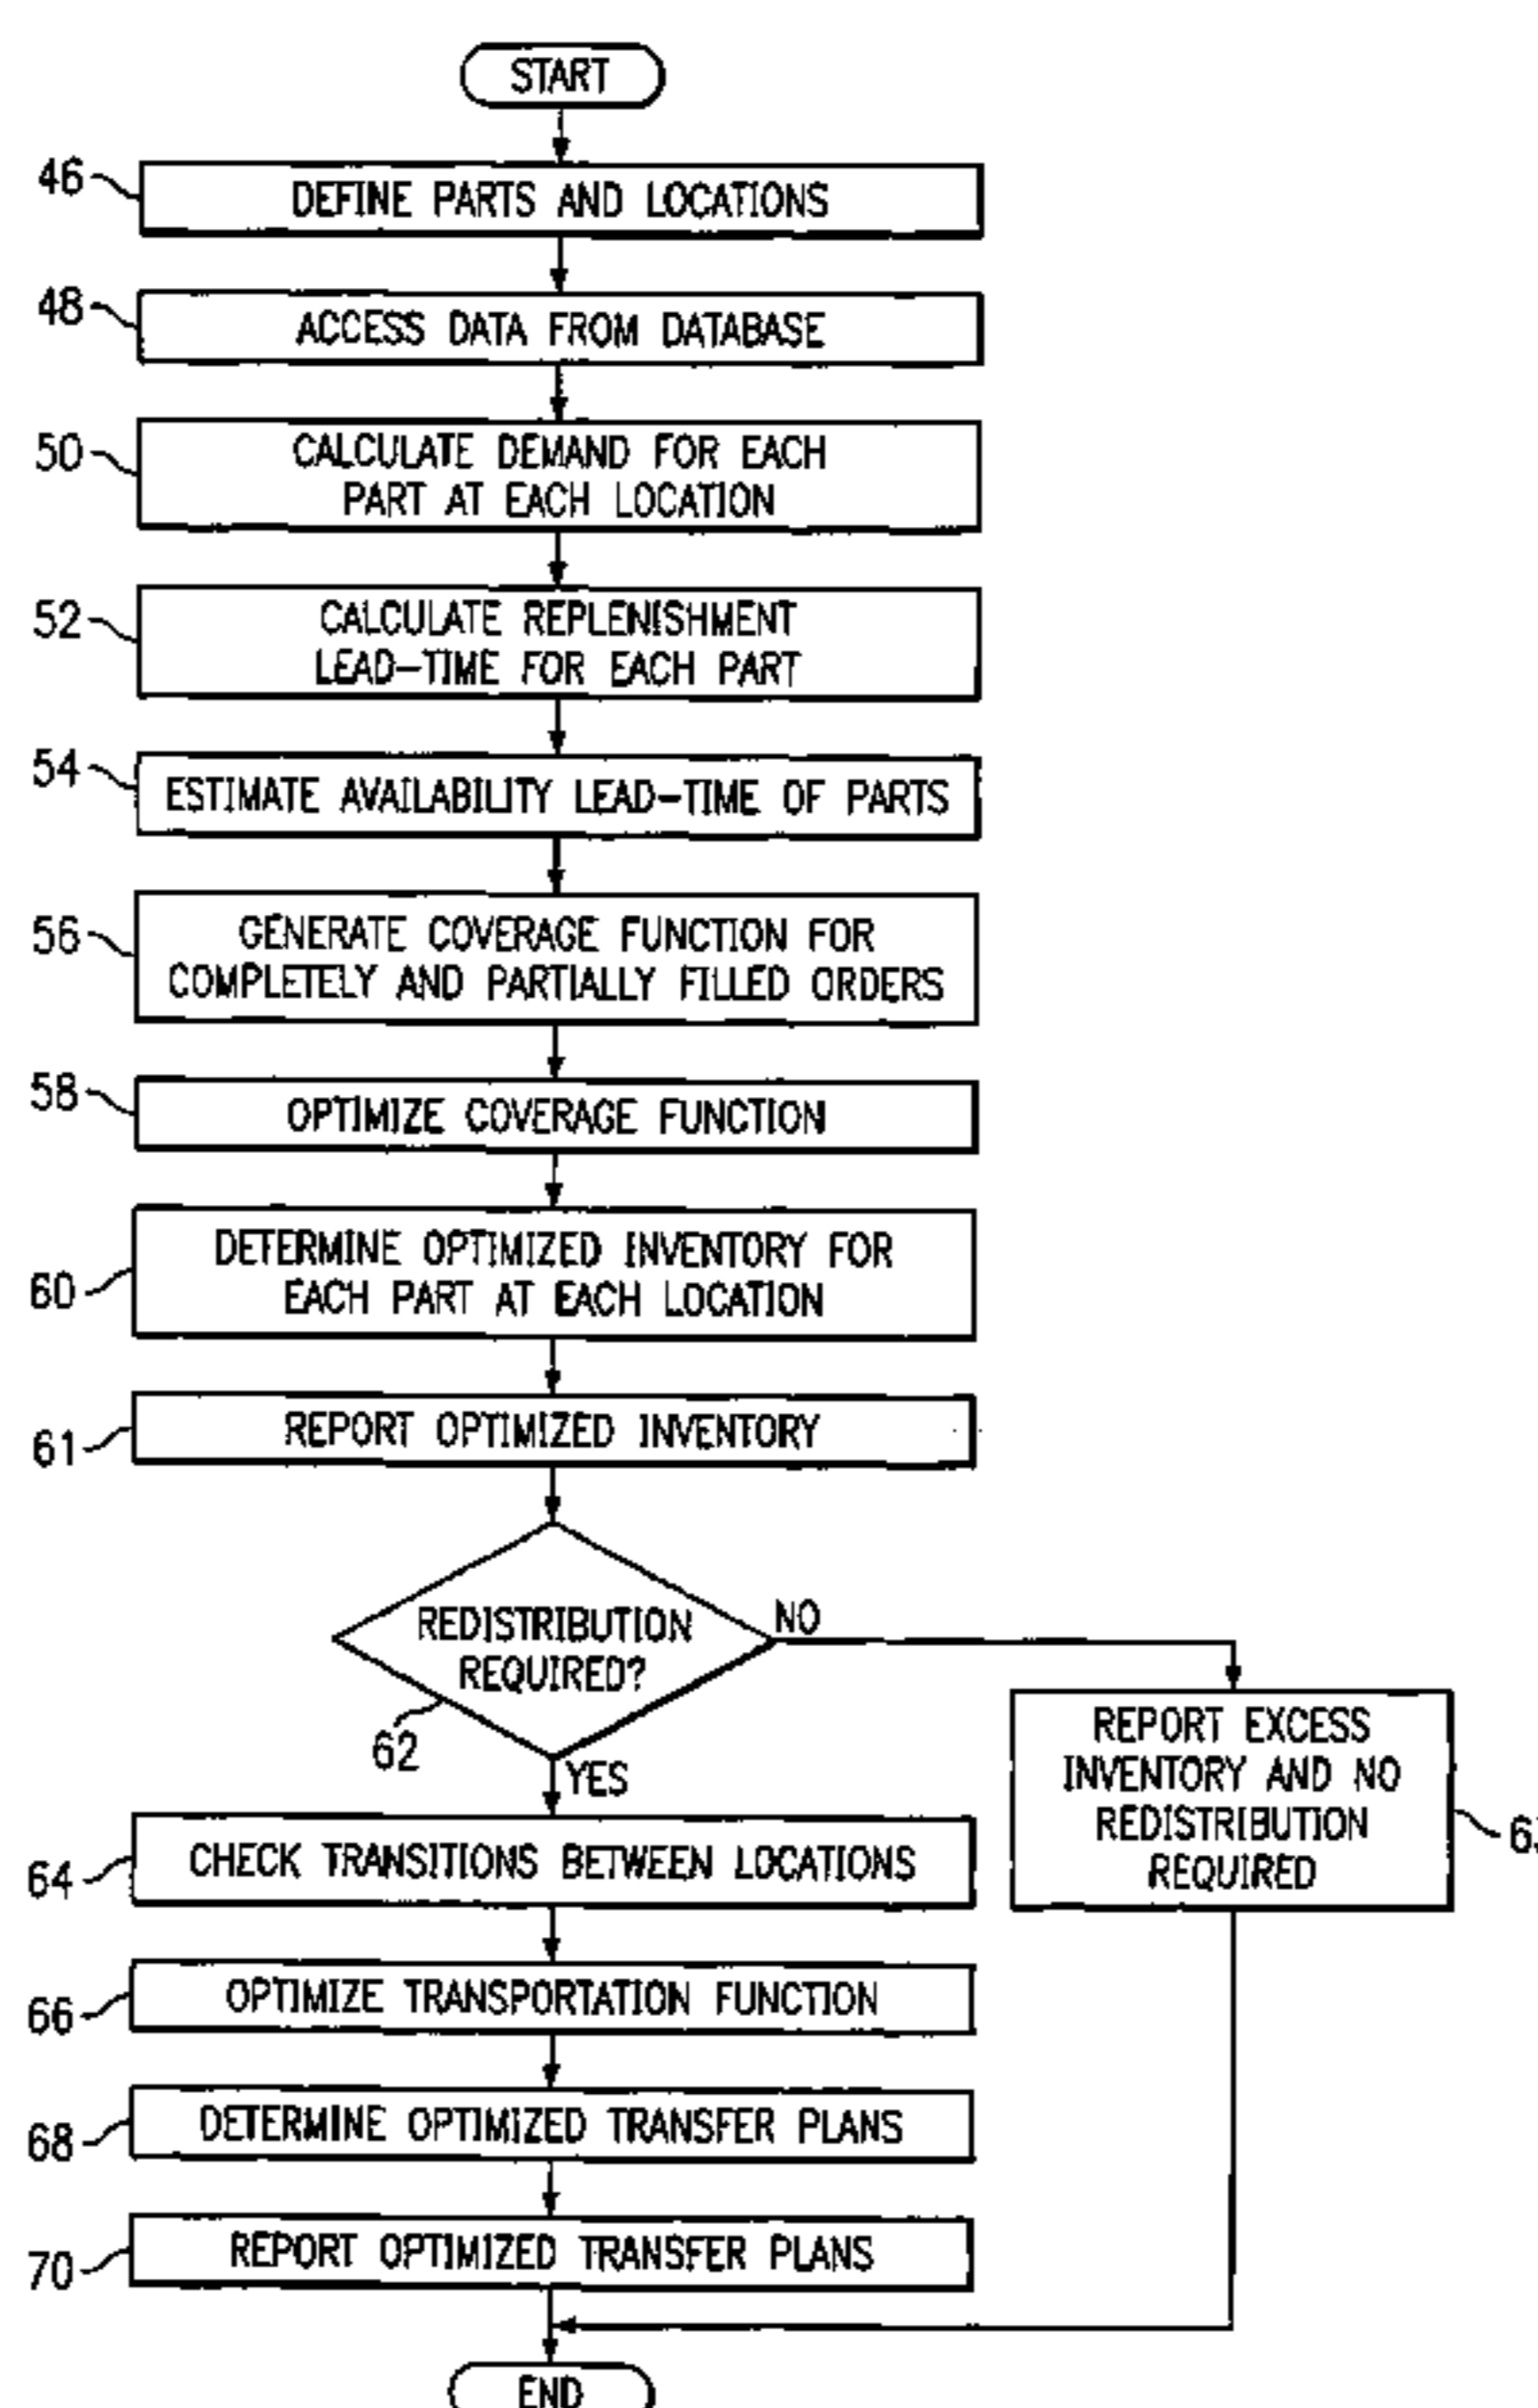 START
46
DEFINE PARTS AND LOCATIONS
48
ACCESS DATA FROM DATABASE
50
CALCULATE DEMAND FOR EACH
PART AT EACH LOCATION
52
CALCULATE REPLENISHMENT
LEAD-TIME FOR EACH PART
54
ESTIMATE AVAILABILITY LEAD-TIME OF PARTS
56
GENERATE COVERAGE FUNCTION FOR
COMPLETELY AND PARTIALLY FILLED ORDERS
58
OPTIMIZE COVERAGE FUNCTION
60
DETERMINE OPTIMIZED INVENTORY FOR
EACH PART AT EACH LOCATION
61
REPORT OPTIMIZED INVENTORY
REDISTRIBUTION
REQUIRED?
62
NO
YES
REPORT EXCESS
INVENTORY AND NO
REDISTRIBUTION
REQUIRED
64
CHECK TRANSITIONS BETWEEN LOCATIONS
66
OPTIMIZE TRANSPORTATION FUNCTION
68
DETERMINE OPTIMIZED TRANSFER PLANS
70
REPORT OPTIMIZED TRANSFER PLANS
END